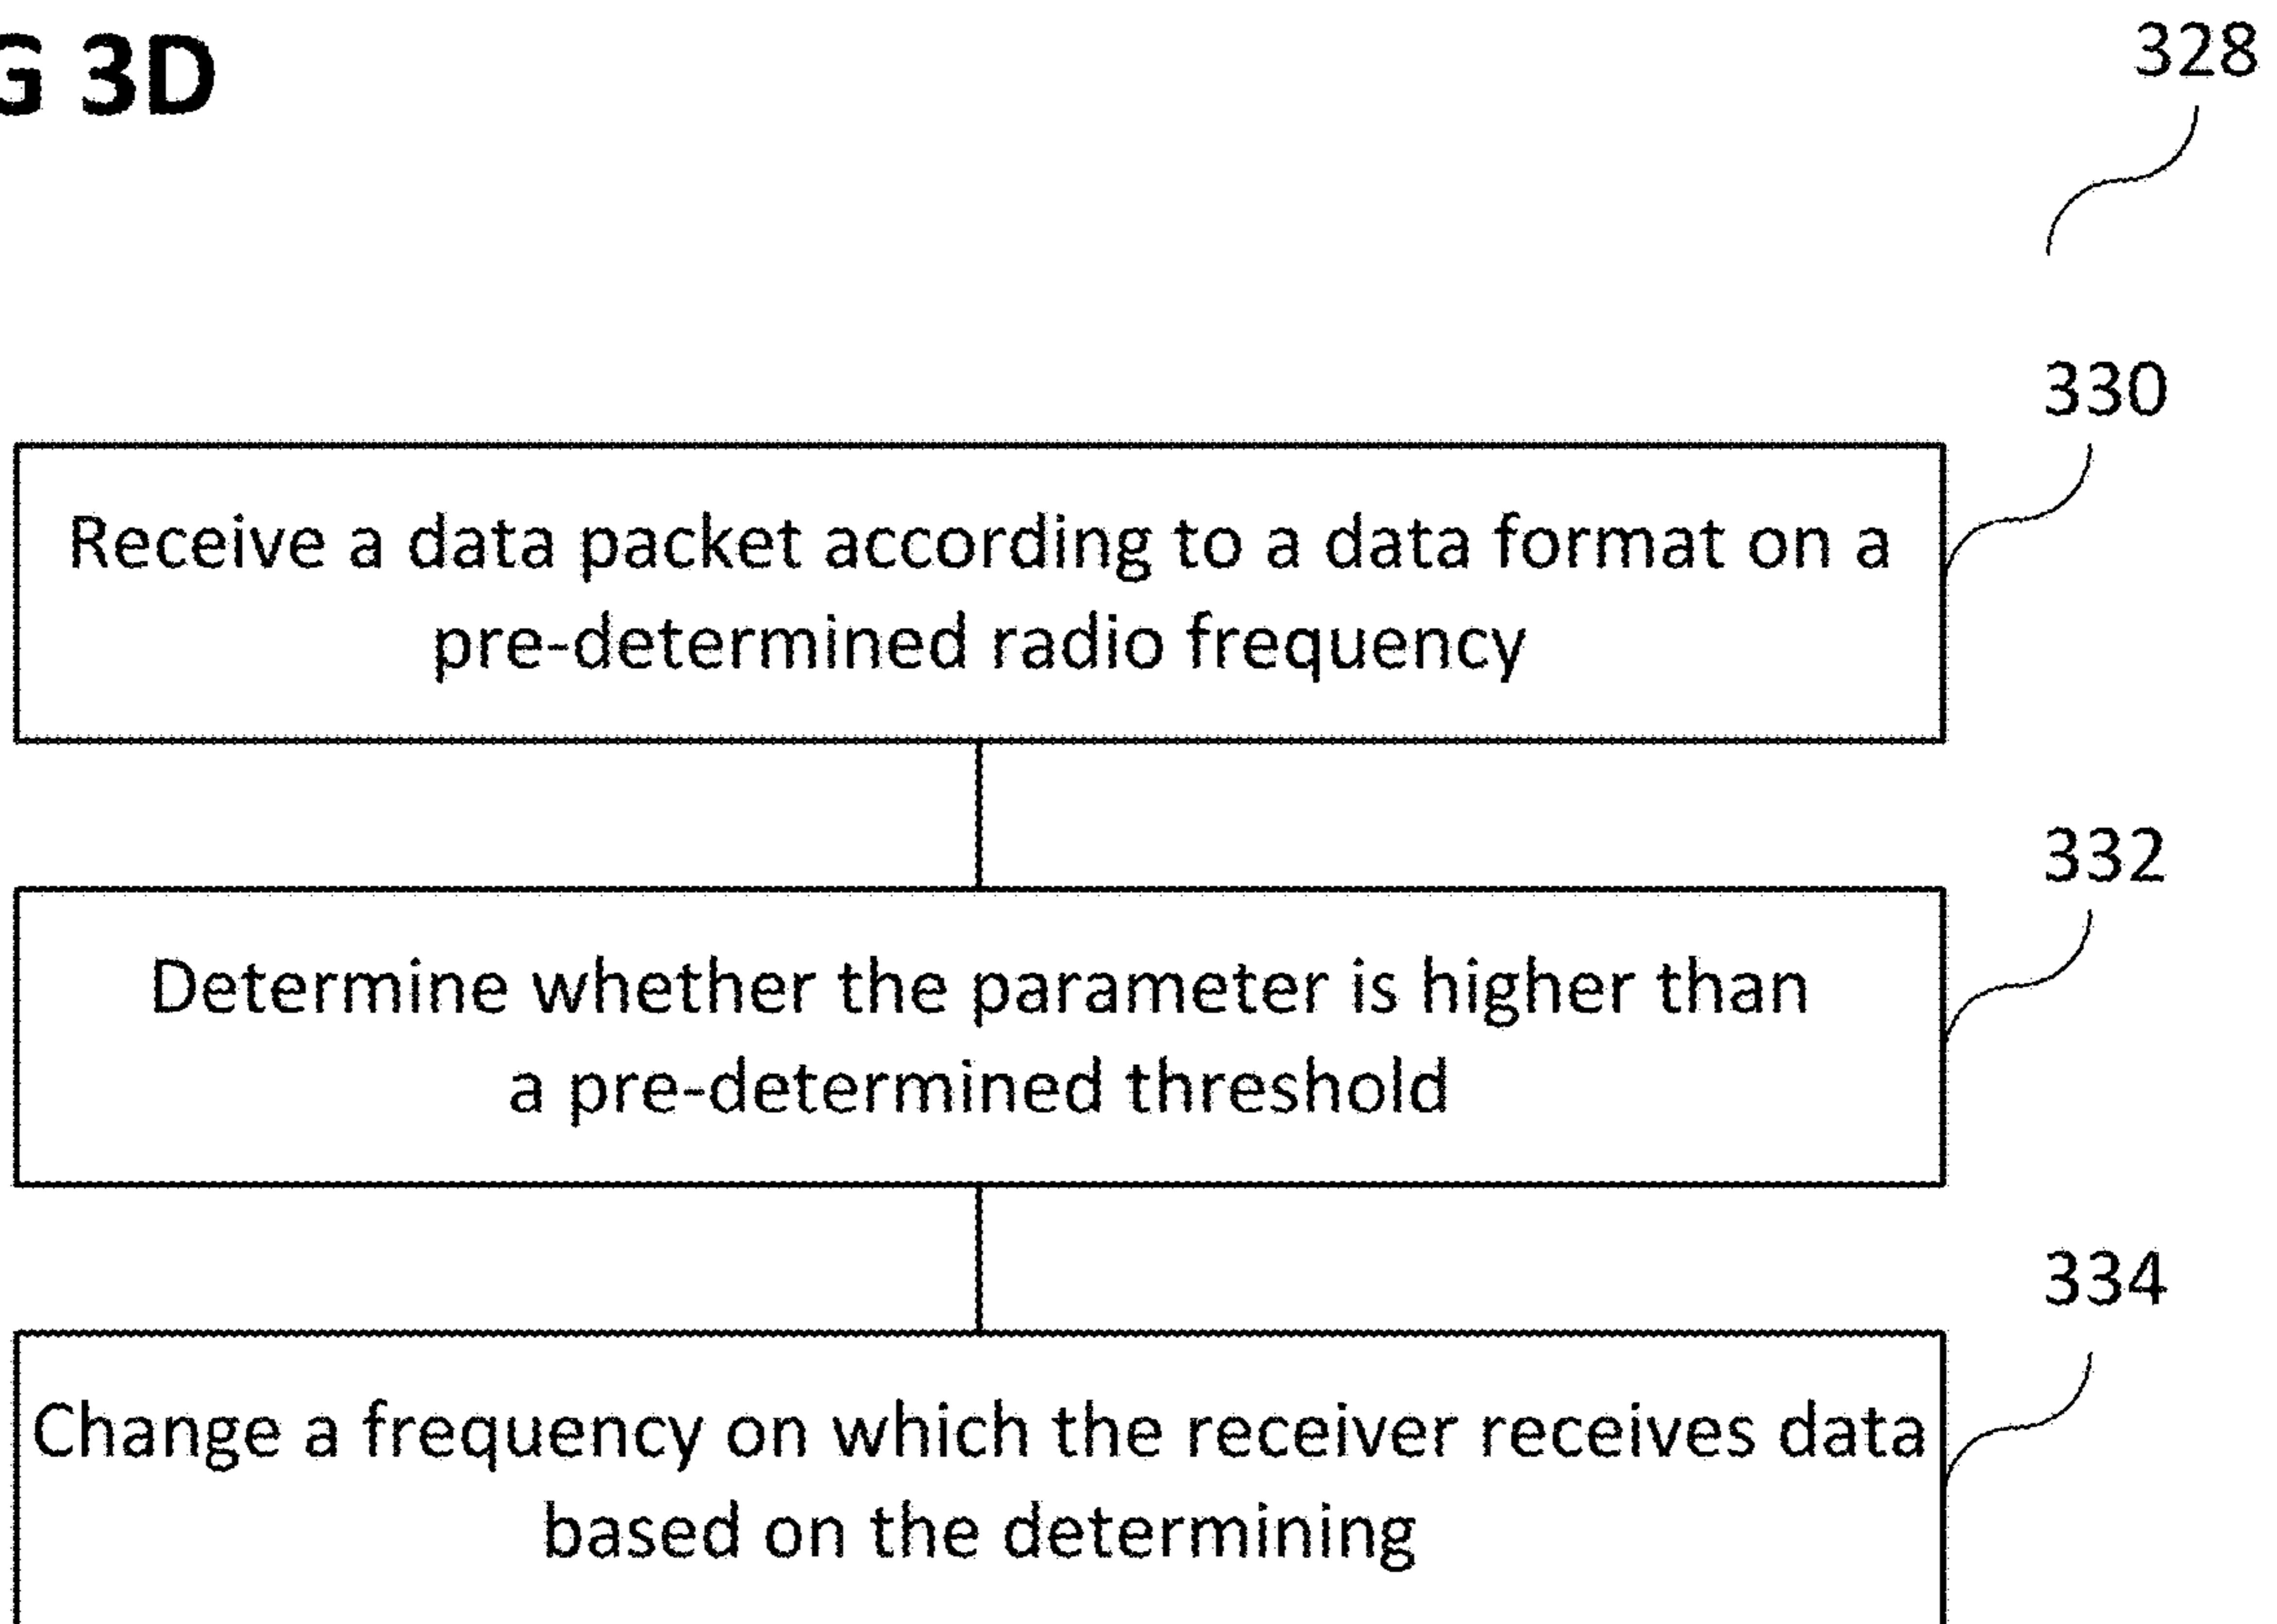 G 3D
328
330
Receive a data packet according to a data format on a
pre-determined radio frequency
332
Determine whether the parameter is higher than
a pre-determined threshold
334
Change a frequency on which the receiver receives data
based on the determining